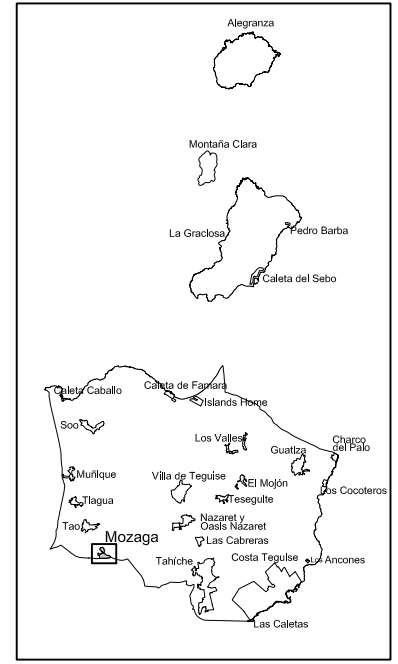 Alegranza
Montaña Clara
La Graciosa
Pedro Barba
Caleta del Sebo
Caleta Caballo
Caleta de Famara
Islands Home
Soo
Los Valles
Guatiza
Charco
del Palo
Muñique
Villa de Teguise
El Mojón
Los Cocoteros
Tiagua
Teseguite
Tao
Nazaret y
Oasis Nazaret
Mozaga
Las Cabreras
Tahíche
Costa Teguise
Los Ancones
Las Caletas